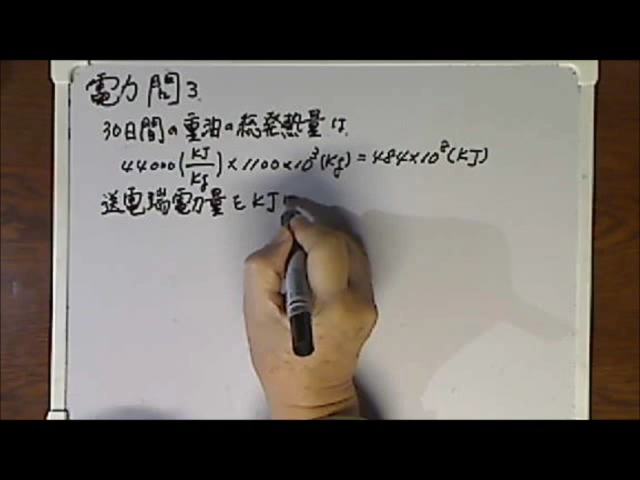 電力 問3.
30日間の重油の総発熱量は.
44000(KJ/Kg)×1100×10³(Kg)=484×10⁸(KJ)
送電端電力量をKJに